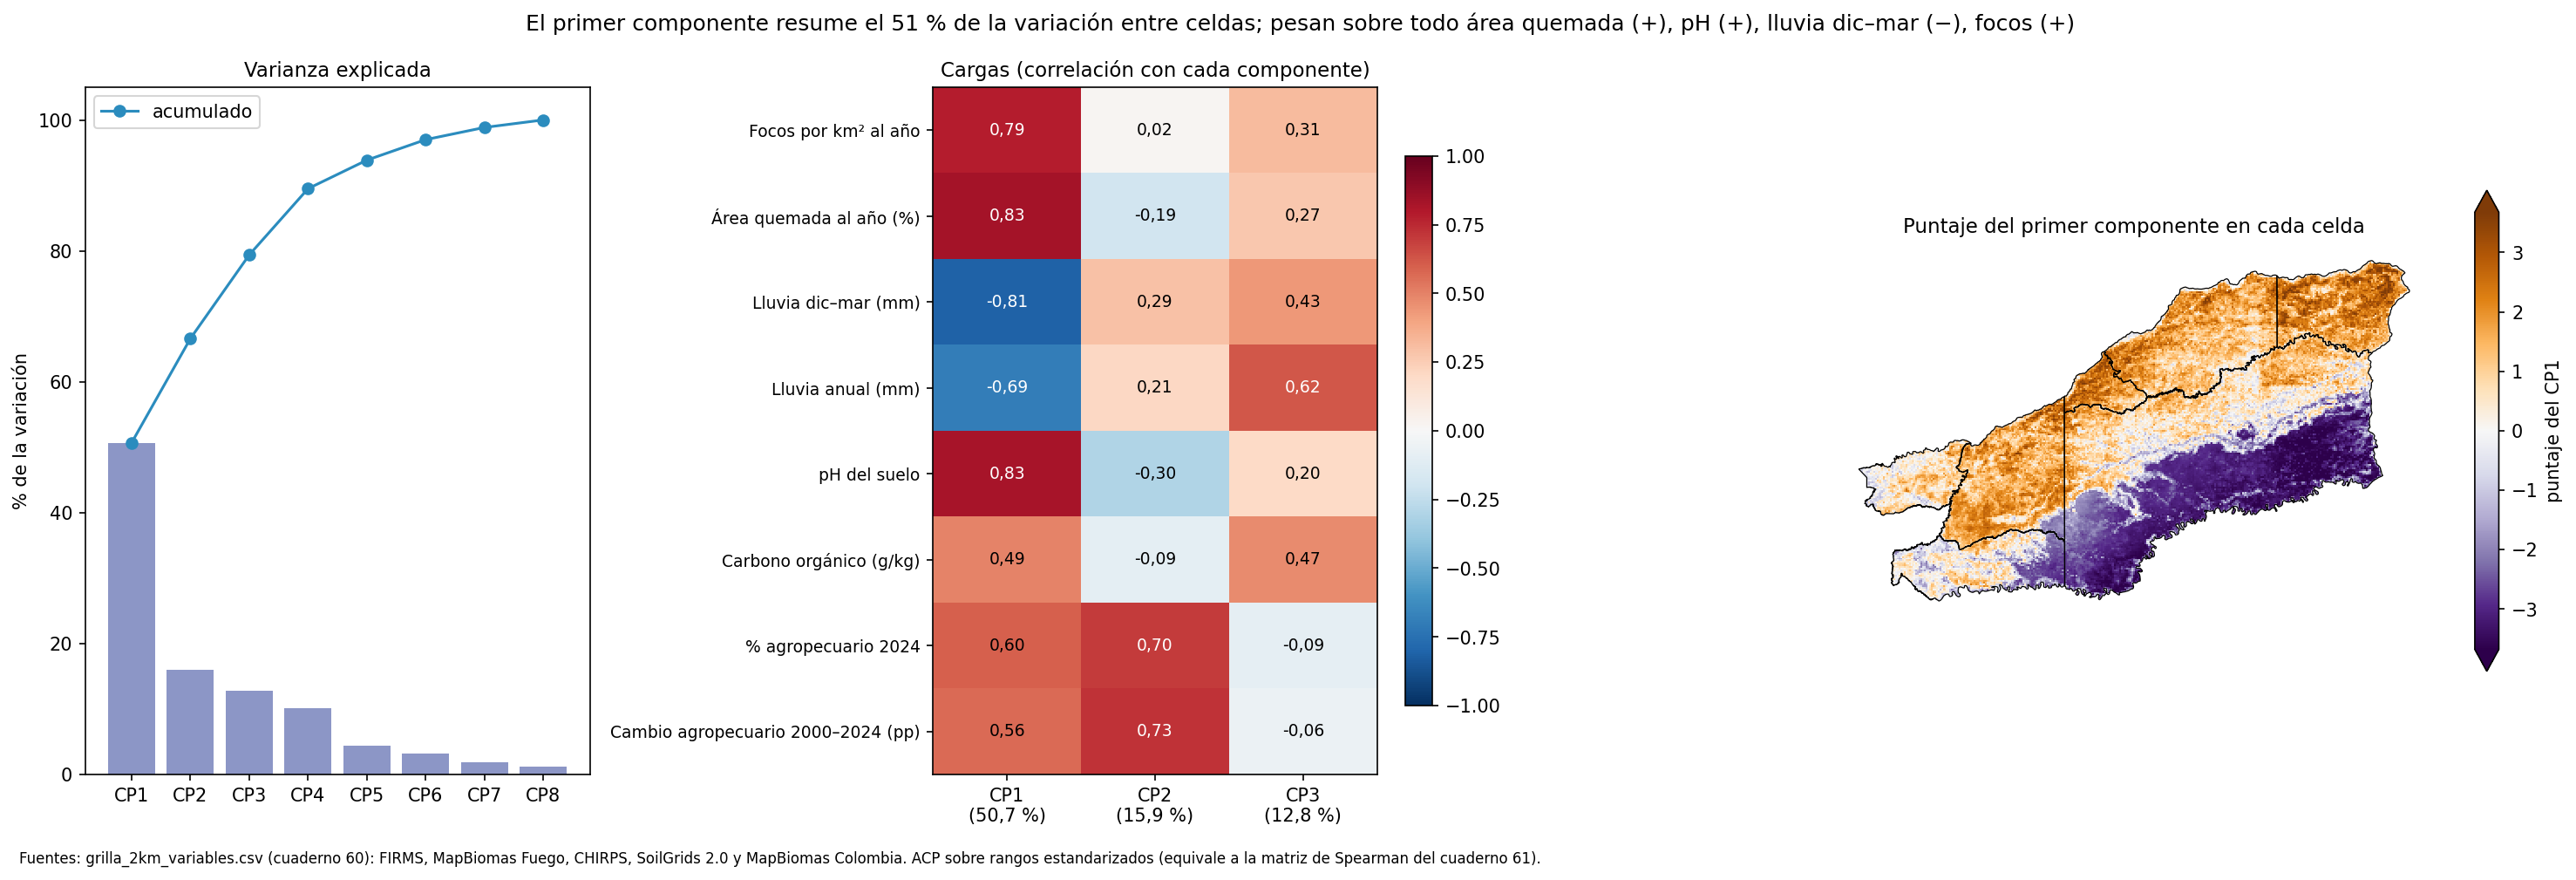 El primer componente resume el 51 % de la variación entre celdas; pesan sobre todo área quemada (+), pH (+), lluvia dic–mar (−), focos (+)
Varianza explicada
acumulado
% de la variación
100
80
60
40
20
0
CP1 CP2 CP3 CP4 CP5 CP6 CP7 CP8
Cargas (correlación con cada componente)
Focos por km² al año 0,79 0,02 0,31
Área quemada al año (%) 0,83 -0,19 0,27
Lluvia dic–mar (mm) -0,81 0,29 0,43
Lluvia anual (mm) -0,69 0,21 0,62
pH del suelo 0,83 -0,30 0,20
Carbono orgánico (g/kg) 0,49 -0,09 0,47
% agropecuario 2024 0,60 0,70 -0,09
Cambio agropecuario 2000–2024 (pp) 0,56 0,73 -0,06
CP1 CP2 CP3
(50,7 %) (15,9 %) (12,8 %)
1.00
0.75
0.50
0.25
0.00
−0.25
−0.50
−0.75
−1.00
Puntaje del primer componente en cada celda
3
2
1
0
−1
−2
−3
puntaje del CP1
Fuentes: grilla_2km_variables.csv (cuaderno 60): FIRMS, MapBiomas Fuego, CHIRPS, SoilGrids 2.0 y MapBiomas Colombia. ACP sobre rangos estandarizados (equivale a la matriz de Spearman del cuaderno 61).